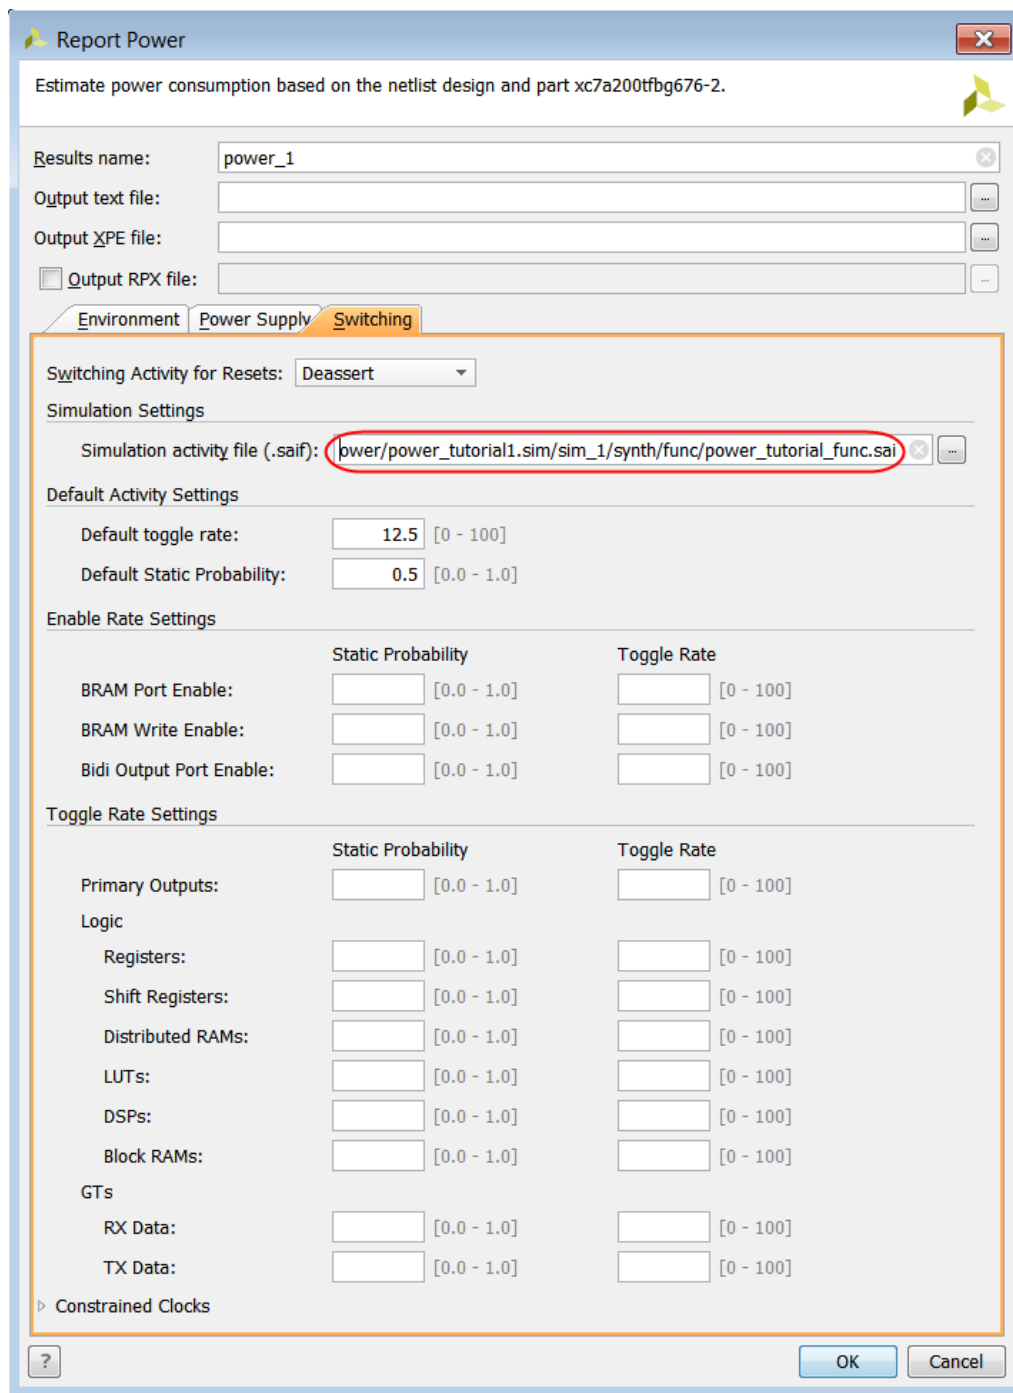 Report Power
Estimate power consumption based on the netlist design and part xc7a200tfbg676-2.
Results name: power_1
Output text file: ...
Output XPE file: ...
Output RPX file: ...
Environment Power Supply Switching
Switching Activity for Resets: Deassert
Simulation Settings
Simulation activity file (.saif): ower/power_tutorial1.sim/sim_1/synth/func/power_tutorial_func.sai ...
Default Activity Settings
Default toggle rate: 12.5 [0 - 100]
Default Static Probability: 0.5 [0.0 - 1.0]
Enable Rate Settings
Static Probability Toggle Rate
BRAM Port Enable: [0.0 - 1.0] [0 - 100]
BRAM Write Enable: [0.0 - 1.0] [0 - 100]
Bidi Output Port Enable: [0.0 - 1.0] [0 - 100]
Toggle Rate Settings
Static Probability Toggle Rate
Primary Outputs: [0.0 - 1.0] [0 - 100]
Logic
Registers: [0.0 - 1.0] [0 - 100]
Shift Registers: [0.0 - 1.0] [0 - 100]
Distributed RAMs: [0.0 - 1.0] [0 - 100]
LUTs: [0.0 - 1.0] [0 - 100]
DSPs: [0.0 - 1.0] [0 - 100]
Block RAMs: [0.0 - 1.0] [0 - 100]
GTs
RX Data: [0.0 - 1.0] [0 - 100]
TX Data: [0.0 - 1.0] [0 - 100]
Constrained Clocks
? OK Cancel